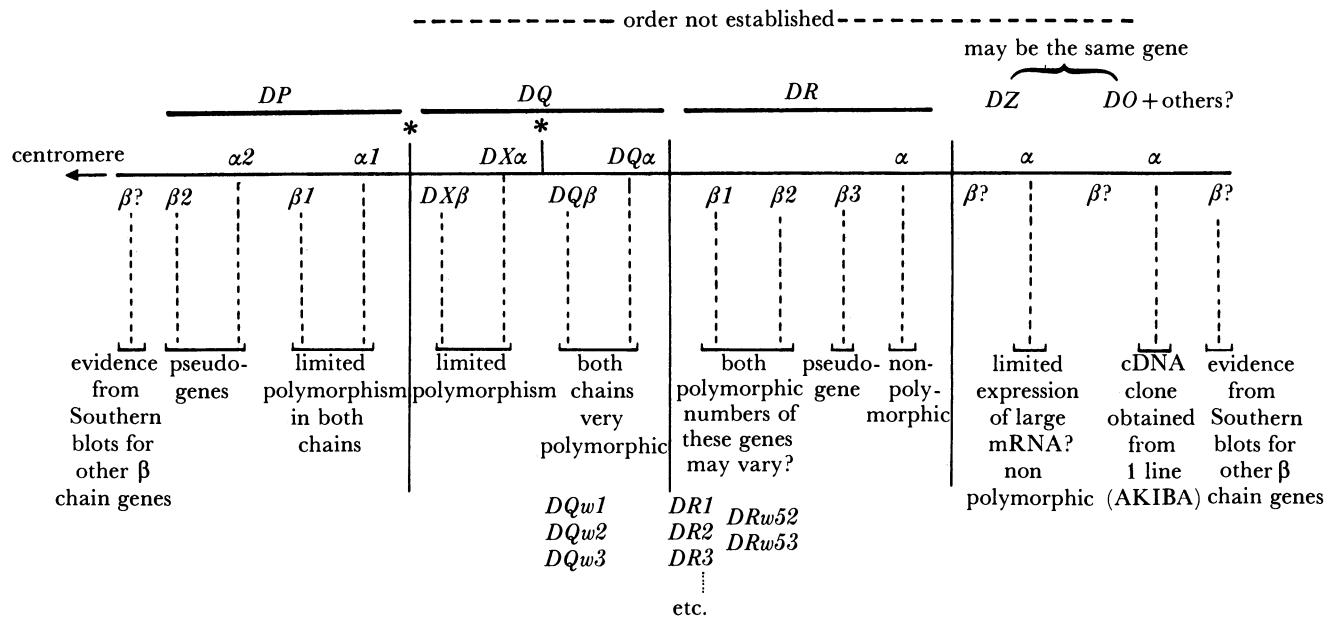 order not established
may be the same gene
DP DQ DR DZ DO + others?
* *
centromere α2 α1 DXα DQα α α α
β? β2 β1 DXβ DQβ β1 β2 β3 β? β? β?
evidence
from
Southern
blots for
other β
chain genes
pseudo-
genes
limited
polymorphism
in both
chains
limited
polymorphism
both
chains
very
polymorphic
both
polymorphic
numbers of
these genes
may vary?
pseudo-
gene
non-
poly-
morphic
limited
expression
of large
mRNA?
non
polymorphic
cDNA
clone
obtained
from
1 line
(AKIBA)
evidence
from
Southern
blots for
other β
chain genes
DQw1
DQw2
DQw3
DR1
DR2
DR3
DRw52
DRw53
etc.